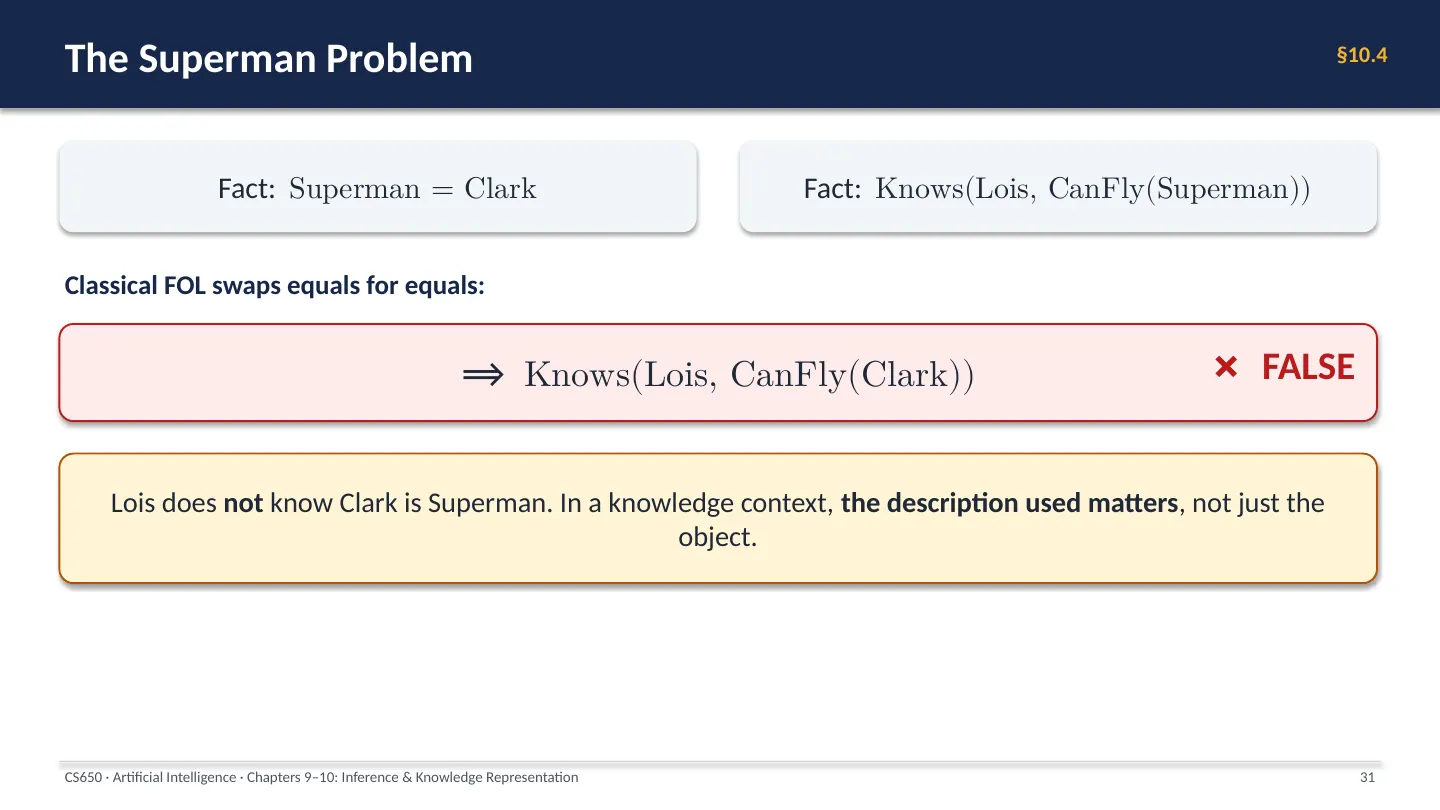 The Superman Problem
§10.4
Fact: Superman = Clark
Fact: Knows(Lois, CanFly(Superman))
Classical FOL swaps equals for equals:
⟹ Knows(Lois, CanFly(Clark))
× FALSE
Lois does not know Clark is Superman. In a knowledge context, the description used matters, not just the
object.
CS650 · Artificial Intelligence · Chapters 9–10: Inference & Knowledge Representation
31